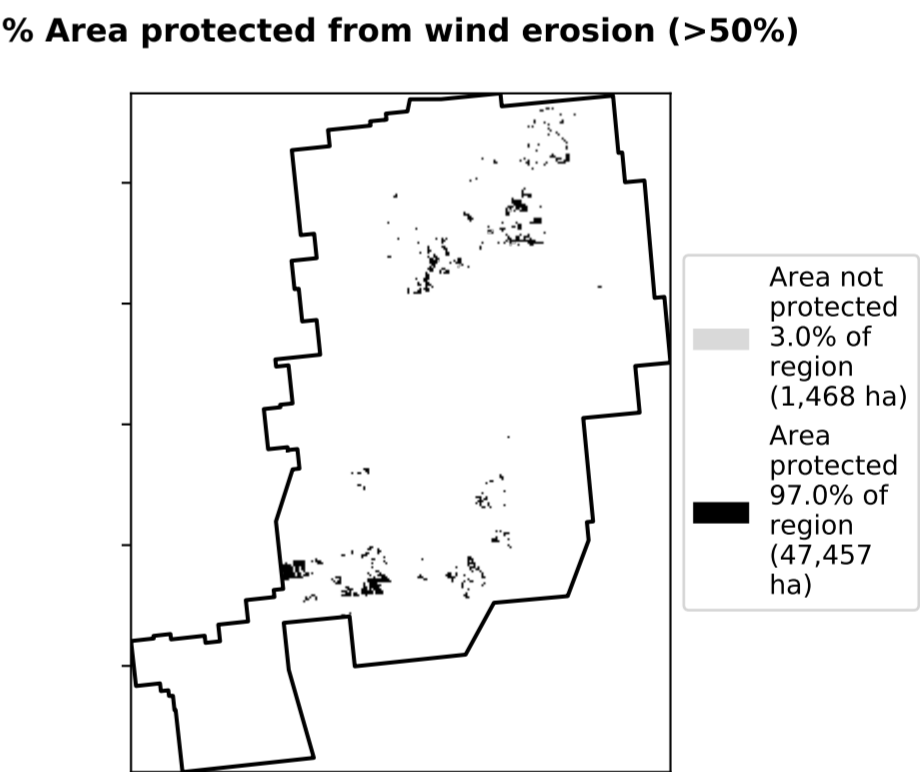 % Area protected from wind erosion (>50%)
Area not
protected
3.0% of
region
(1,468 ha)
Area
protected
97.0% of
region
(47,457
ha)